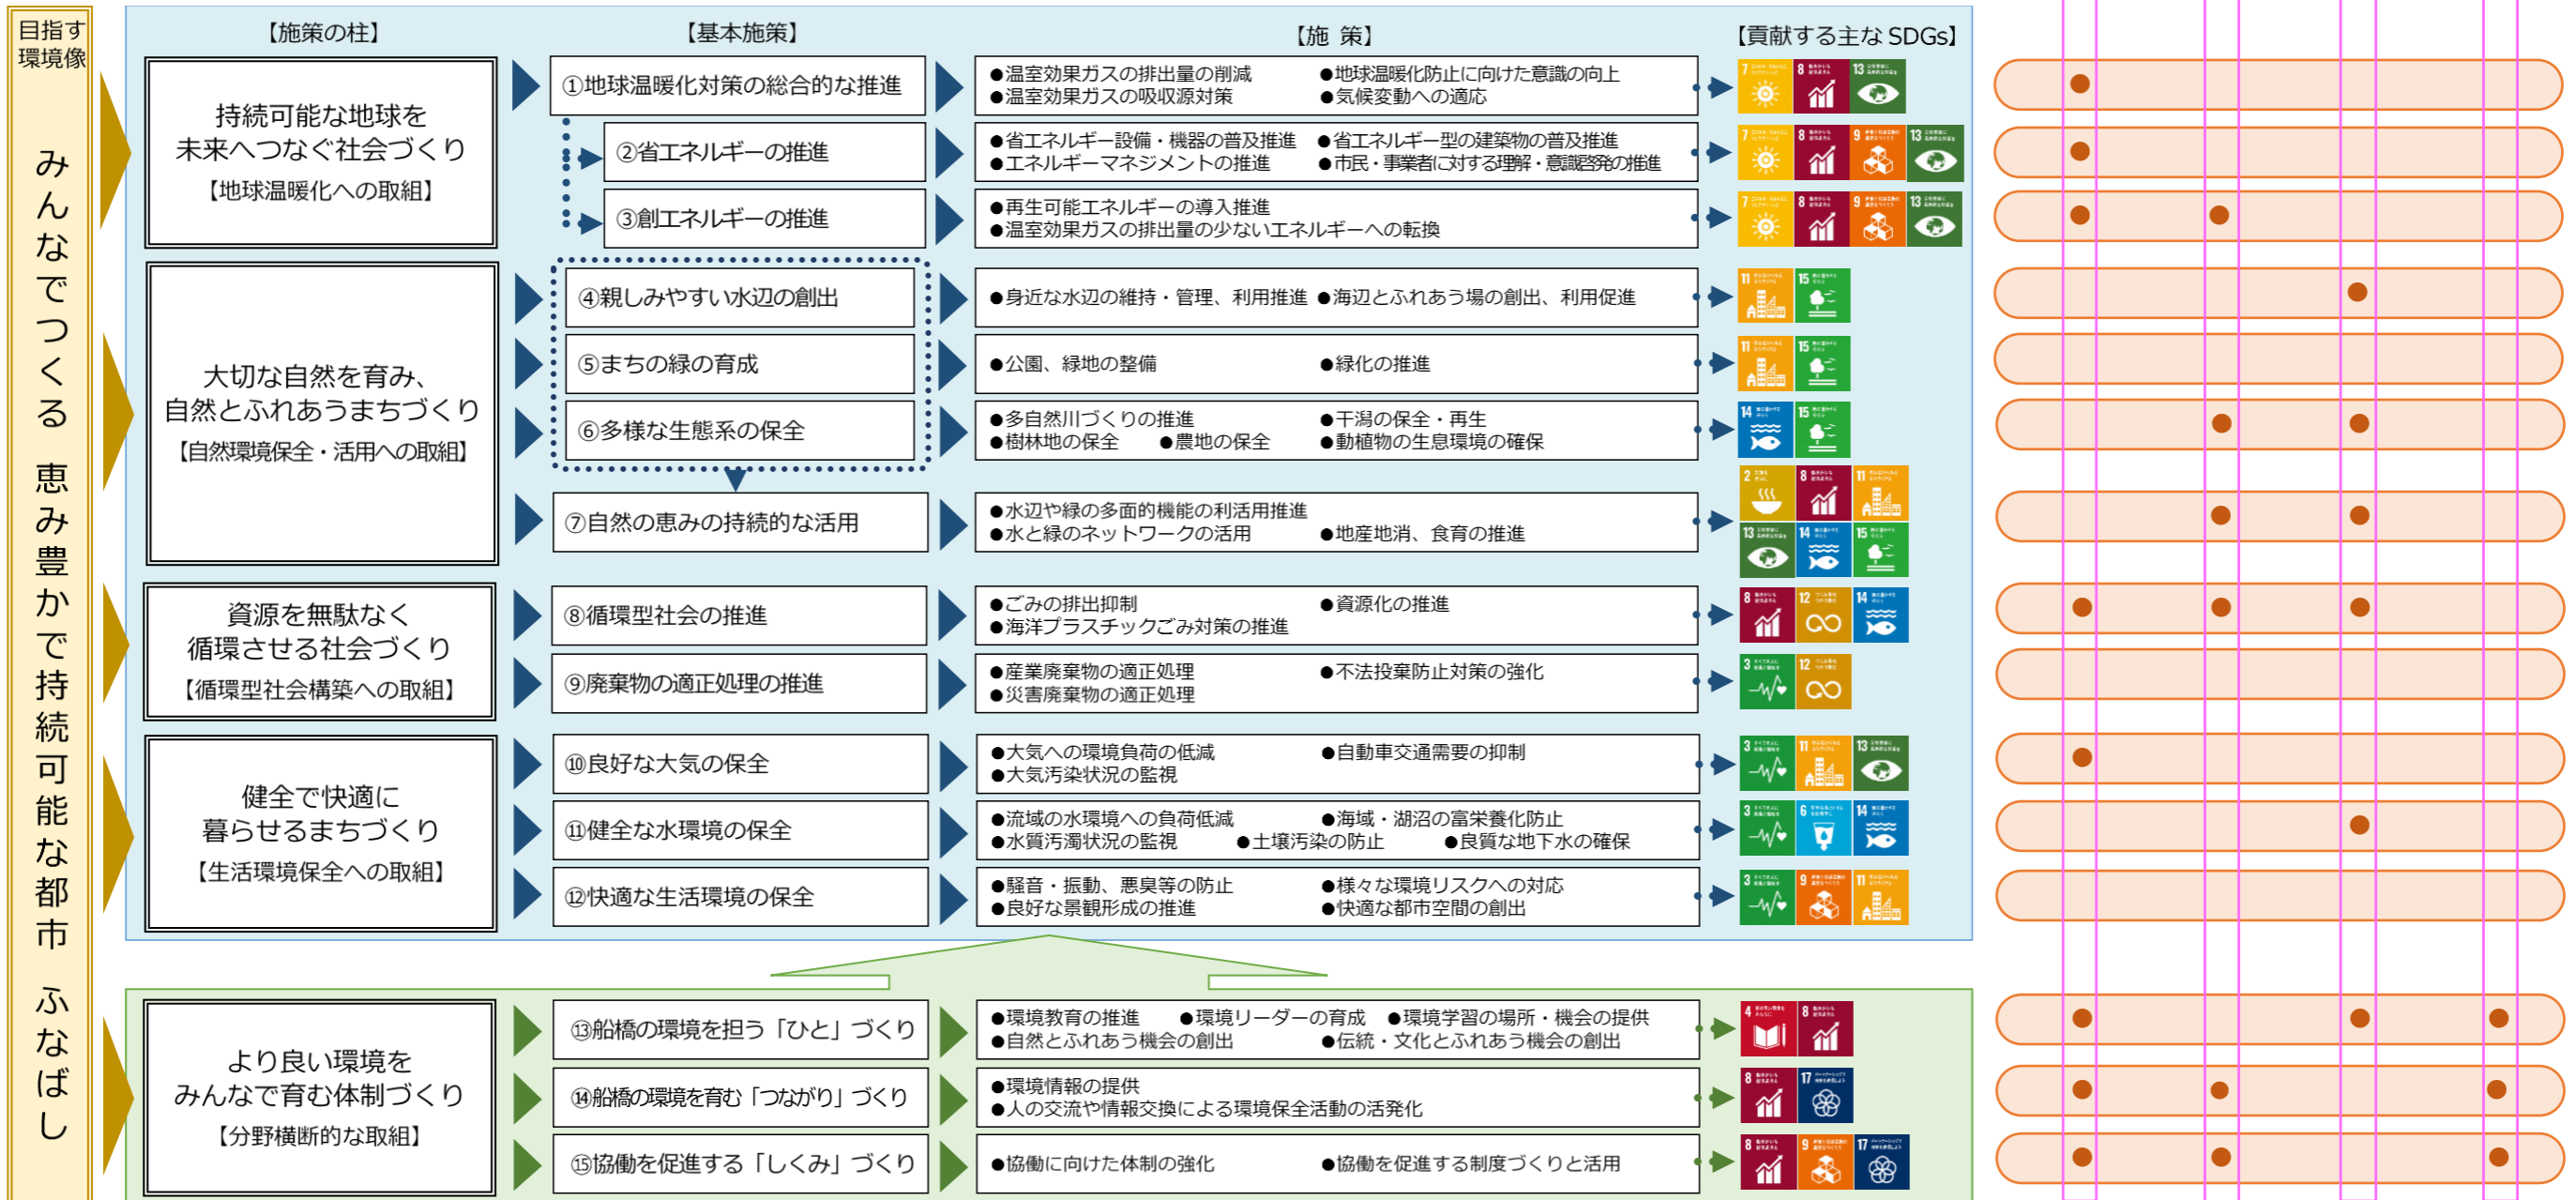 目指す
環境像
みんなでつくる 恵み豊かで持続可能な都市 ふなばし
【施策の柱】
【基本施策】
【施 策】
【貢献する主な SDGs】
持続可能な地球を
未来へつなぐ社会づくり
【地球温暖化への取組】
①地球温暖化対策の総合的な推進
●温室効果ガスの排出量の削減 ●地球温暖化防止に向けた意識の向上
●温室効果ガスの吸収源対策 ●気候変動への適応
7 8 13
②省エネルギーの推進
●省エネルギー設備・機器の普及推進 ●省エネルギー型の建築物の普及推進
●エネルギーマネジメントの推進 ●市民・事業者に対する理解・意識啓発の推進
7 8 9 13
③創エネルギーの推進
●再生可能エネルギーの導入推進
●温室効果ガスの排出量の少ないエネルギーへの転換
7 8 9 13
大切な自然を育み、
自然とふれあうまちづくり
【自然環境保全・活用への取組】
④親しみやすい水辺の創出
●身近な水辺の維持・管理、利用推進 ●海辺とふれあう場の創出、利用促進
11 15
⑤まちの緑の育成
●公園、緑地の整備 ●緑化の推進
11 15
⑥多様な生態系の保全
●多自然川づくりの推進 ●干潟の保全・再生
●樹林地の保全 ●農地の保全 ●動植物の生息環境の確保
14 15
⑦自然の恵みの持続的な活用
●水辺や緑の多面的機能の利活用推進
●水と緑のネットワークの活用 ●地産地消、食育の推進
2 8 11
13 14 15
資源を無駄なく
循環させる社会づくり
【循環型社会構築への取組】
⑧循環型社会の推進
●ごみの排出抑制 ●資源化の推進
●海洋プラスチックごみ対策の推進
8 12 14
⑨廃棄物の適正処理の推進
●産業廃棄物の適正処理 ●不法投棄防止対策の強化
●災害廃棄物の適正処理
3 12
健全で快適に
暮らせるまちづくり
【生活環境保全への取組】
⑩良好な大気の保全
●大気への環境負荷の低減 ●自動車交通需要の抑制
●大気汚染状況の監視
3 11 13
⑪健全な水環境の保全
●流域の水環境への負荷低減 ●海域・湖沼の富栄養化防止
●水質汚濁状況の監視 ●土壌汚染の防止 ●良質な地下水の確保
3 6 14
⑫快適な生活環境の保全
●騒音・振動、悪臭等の防止 ●様々な環境リスクへの対応
●良好な景観形成の推進 ●快適な都市空間の創出
3 9 11
より良い環境を
みんなで育む体制づくり
【分野横断的な取組】
⑬船橋の環境を担う「ひと」づくり
●環境教育の推進 ●環境リーダーの育成 ●環境学習の場所・機会の提供
●自然とふれあう機会の創出 ●伝統・文化とふれあう機会の創出
4 8
⑭船橋の環境を育む「つながり」づくり
●環境情報の提供
●人の交流や情報交換による環境保全活動の活発化
8 17
⑮協働を促進する「しくみ」づくり
●協働に向けた体制の強化 ●協働を促進する制度づくりと活用
8 9 17